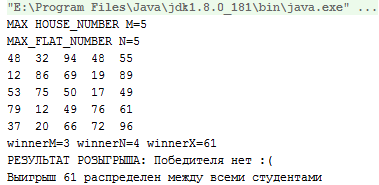 "E:\Program Files\Java\jdk1.8.0_181\bin\java.exe" ...
MAX HOUSE_NUMBER M=5
MAX_FLAT_NUMBER N=5
48 32 94 48 55
12 86 69 19 89
53 75 50 17 49
79 12 49 76 61
37 20 66 72 96
winnerM=3 winnerN=4 winnerX=61
РЕЗУЛЬТАТ РОЗЫГРЫША: Победителя нет :(
Выигрыш 61 распределен между всеми студентами